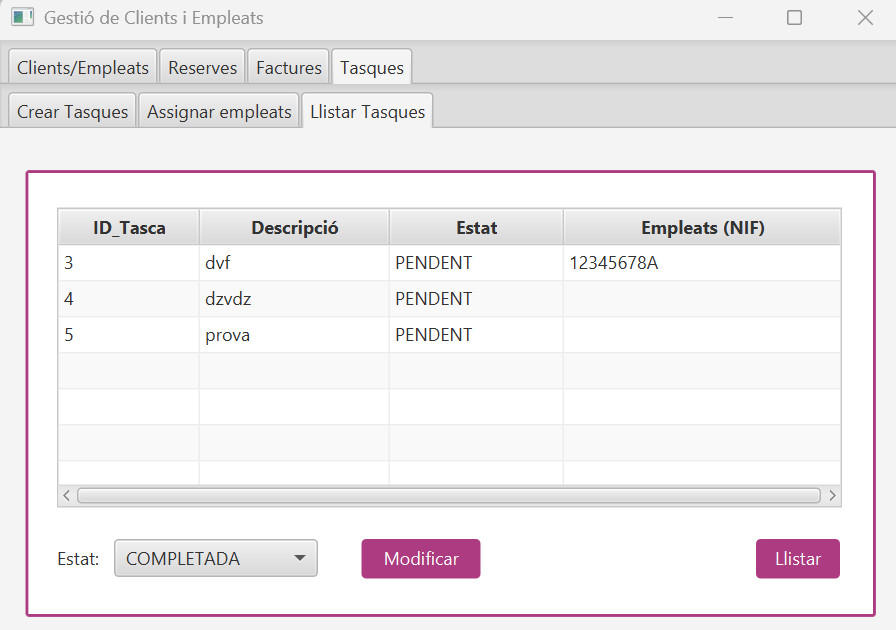 Gestió de Clients i Empleats
Clients/Empleats Reserves Factures Tasques
Crear Tasques Assignar empleats Llistar Tasques
ID_Tasca Descripció Estat Empleats (NIF)
3 dvf PENDENT 12345678A
4 dzvdz PENDENT
5 prova PENDENT
Estat: COMPLETADA Modificar Llistar